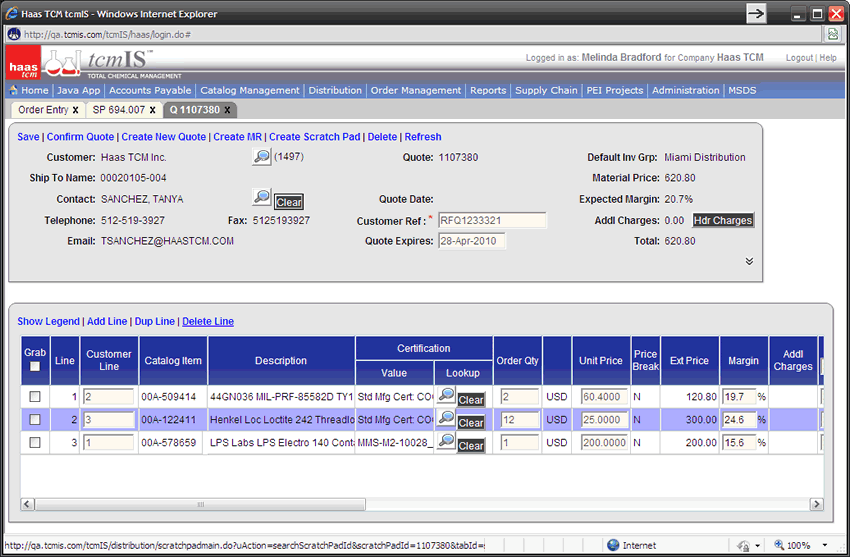 Haas TCM tcmIS - Windows Internet Explorer
http://qa.tcmis.com/tcmIS/haas/login.do#
haas tcm tcmIS™ TOTAL CHEMICAL MANAGEMENT
Logged in as: Melinda Bradford for Company Haas TCM Logout | Help
Home | Java App | Accounts Payable | Catalog Management | Distribution | Order Management | Reports | Supply Chain | PEI Projects | Administration | MSDS
Order Entry x SP 694.007 x Q 1107380 x
Save | Confirm Quote | Create New Quote | Create MR | Create Scratch Pad | Delete | Refresh
Customer: Haas TCM Inc. (1497) Quote: 1107380 Default Inv Grp: Miami Distribution
Ship To Name: 00020105-004 Material Price: 620.80
Contact: SANCHEZ, TANYA Clear Quote Date: Expected Margin: 20.7%
Telephone: 512-519-3927 Fax: 5125193927 Customer Ref : * RFQ1233321 Addl Charges: 0.00 Hdr Charges
Email: TSANCHEZ@HAASTCM.COM Quote Expires: 28-Apr-2010 Total: 620.80
Show Legend | Add Line | Dup Line | Delete Line
Grab Line Customer Line Catalog Item Description Certification Value Lookup Order Qty Unit Price Price Break Ext Price Margin Addl Charges
1 2 00A-509414 44GN036 MIL-PRF-85582D TY1 Std Mfg Cert: CO Clear 2 USD 60.4000 N 120.80 19.7 %
2 3 00A-122411 Henkel Loc Loctite 242 Threadlo Std Mfg Cert: CO Clear 12 USD 25.0000 N 300.00 24.6 %
3 1 00A-578659 LPS Labs LPS Electro 140 Conta MMS-M2-10028_ Clear 1 USD 200.0000 N 200.00 15.6 %
http://qa.tcmis.com/tcmIS/distribution/scratchpadmain.do?uAction=searchScratchPadId&scratchPadId=1107380&tabId= Internet 100%